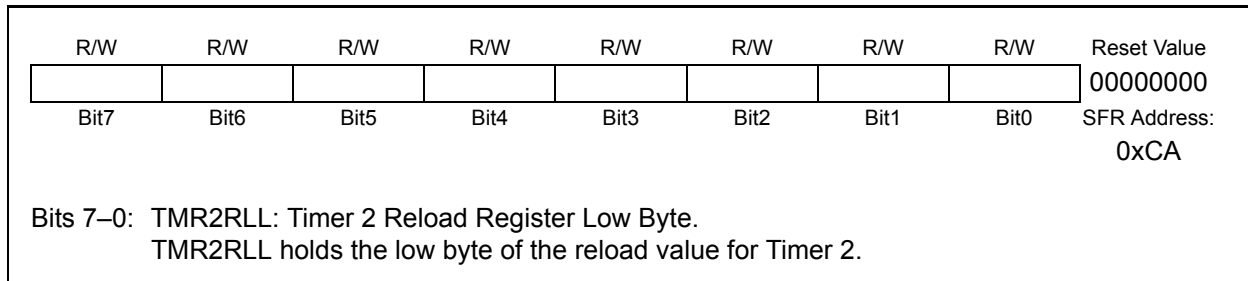 R/W R/W R/W R/W R/W R/W R/W R/W Reset Value
00000000
Bit7 Bit6 Bit5 Bit4 Bit3 Bit2 Bit1 Bit0 SFR Address:
0xCA
Bits 7–0: TMR2RLL: Timer 2 Reload Register Low Byte.
TMR2RLL holds the low byte of the reload value for Timer 2.